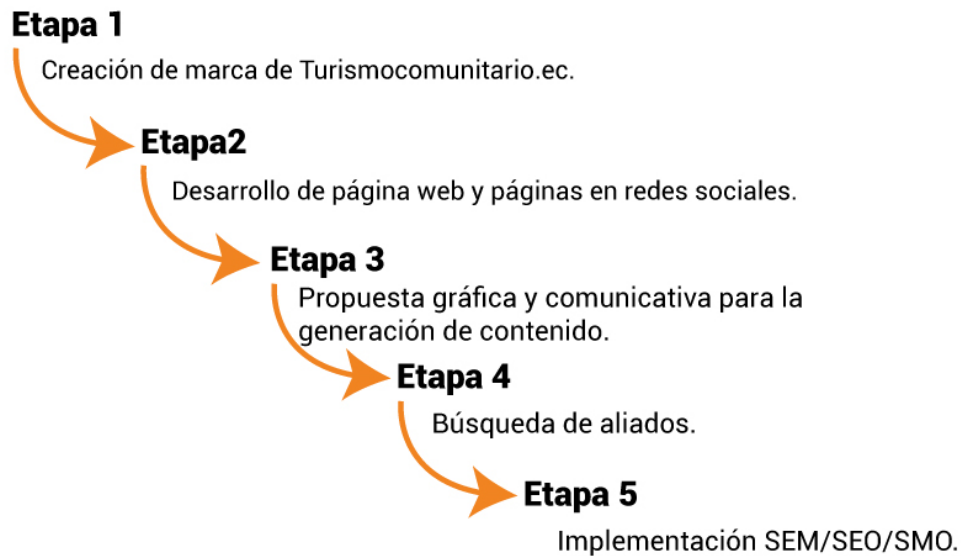 Etapa 1
Creación de marca de Turismocomunitario.ec.
Etapa2
Desarrollo de página web y páginas en redes sociales.
Etapa 3
Propuesta gráfica y comunicativa para la
generación de contenido.
Etapa 4
Búsqueda de aliados.
Etapa 5
Implementación SEM/SEO/SMO.